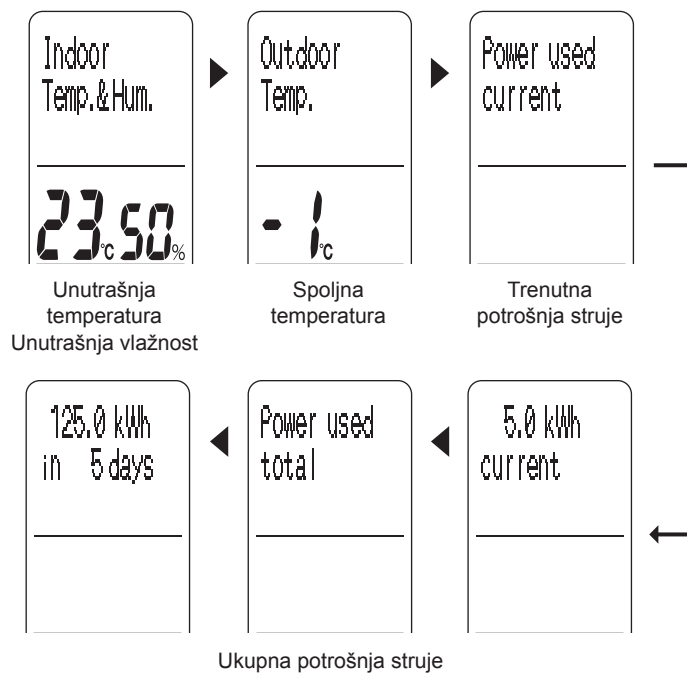 Indoor
Temp.&Hum.
23°C 50%
Unutrašnja
temperatura
Unutrašnja vlažnost
Outdoor
Temp.
-1°C
Spoljna
temperatura
Power used
current
Trenutna
potrošnja struje
5.0 kWh
current
Power used
total
125.0 kWh
in 5 days
Ukupna potrošnja struje